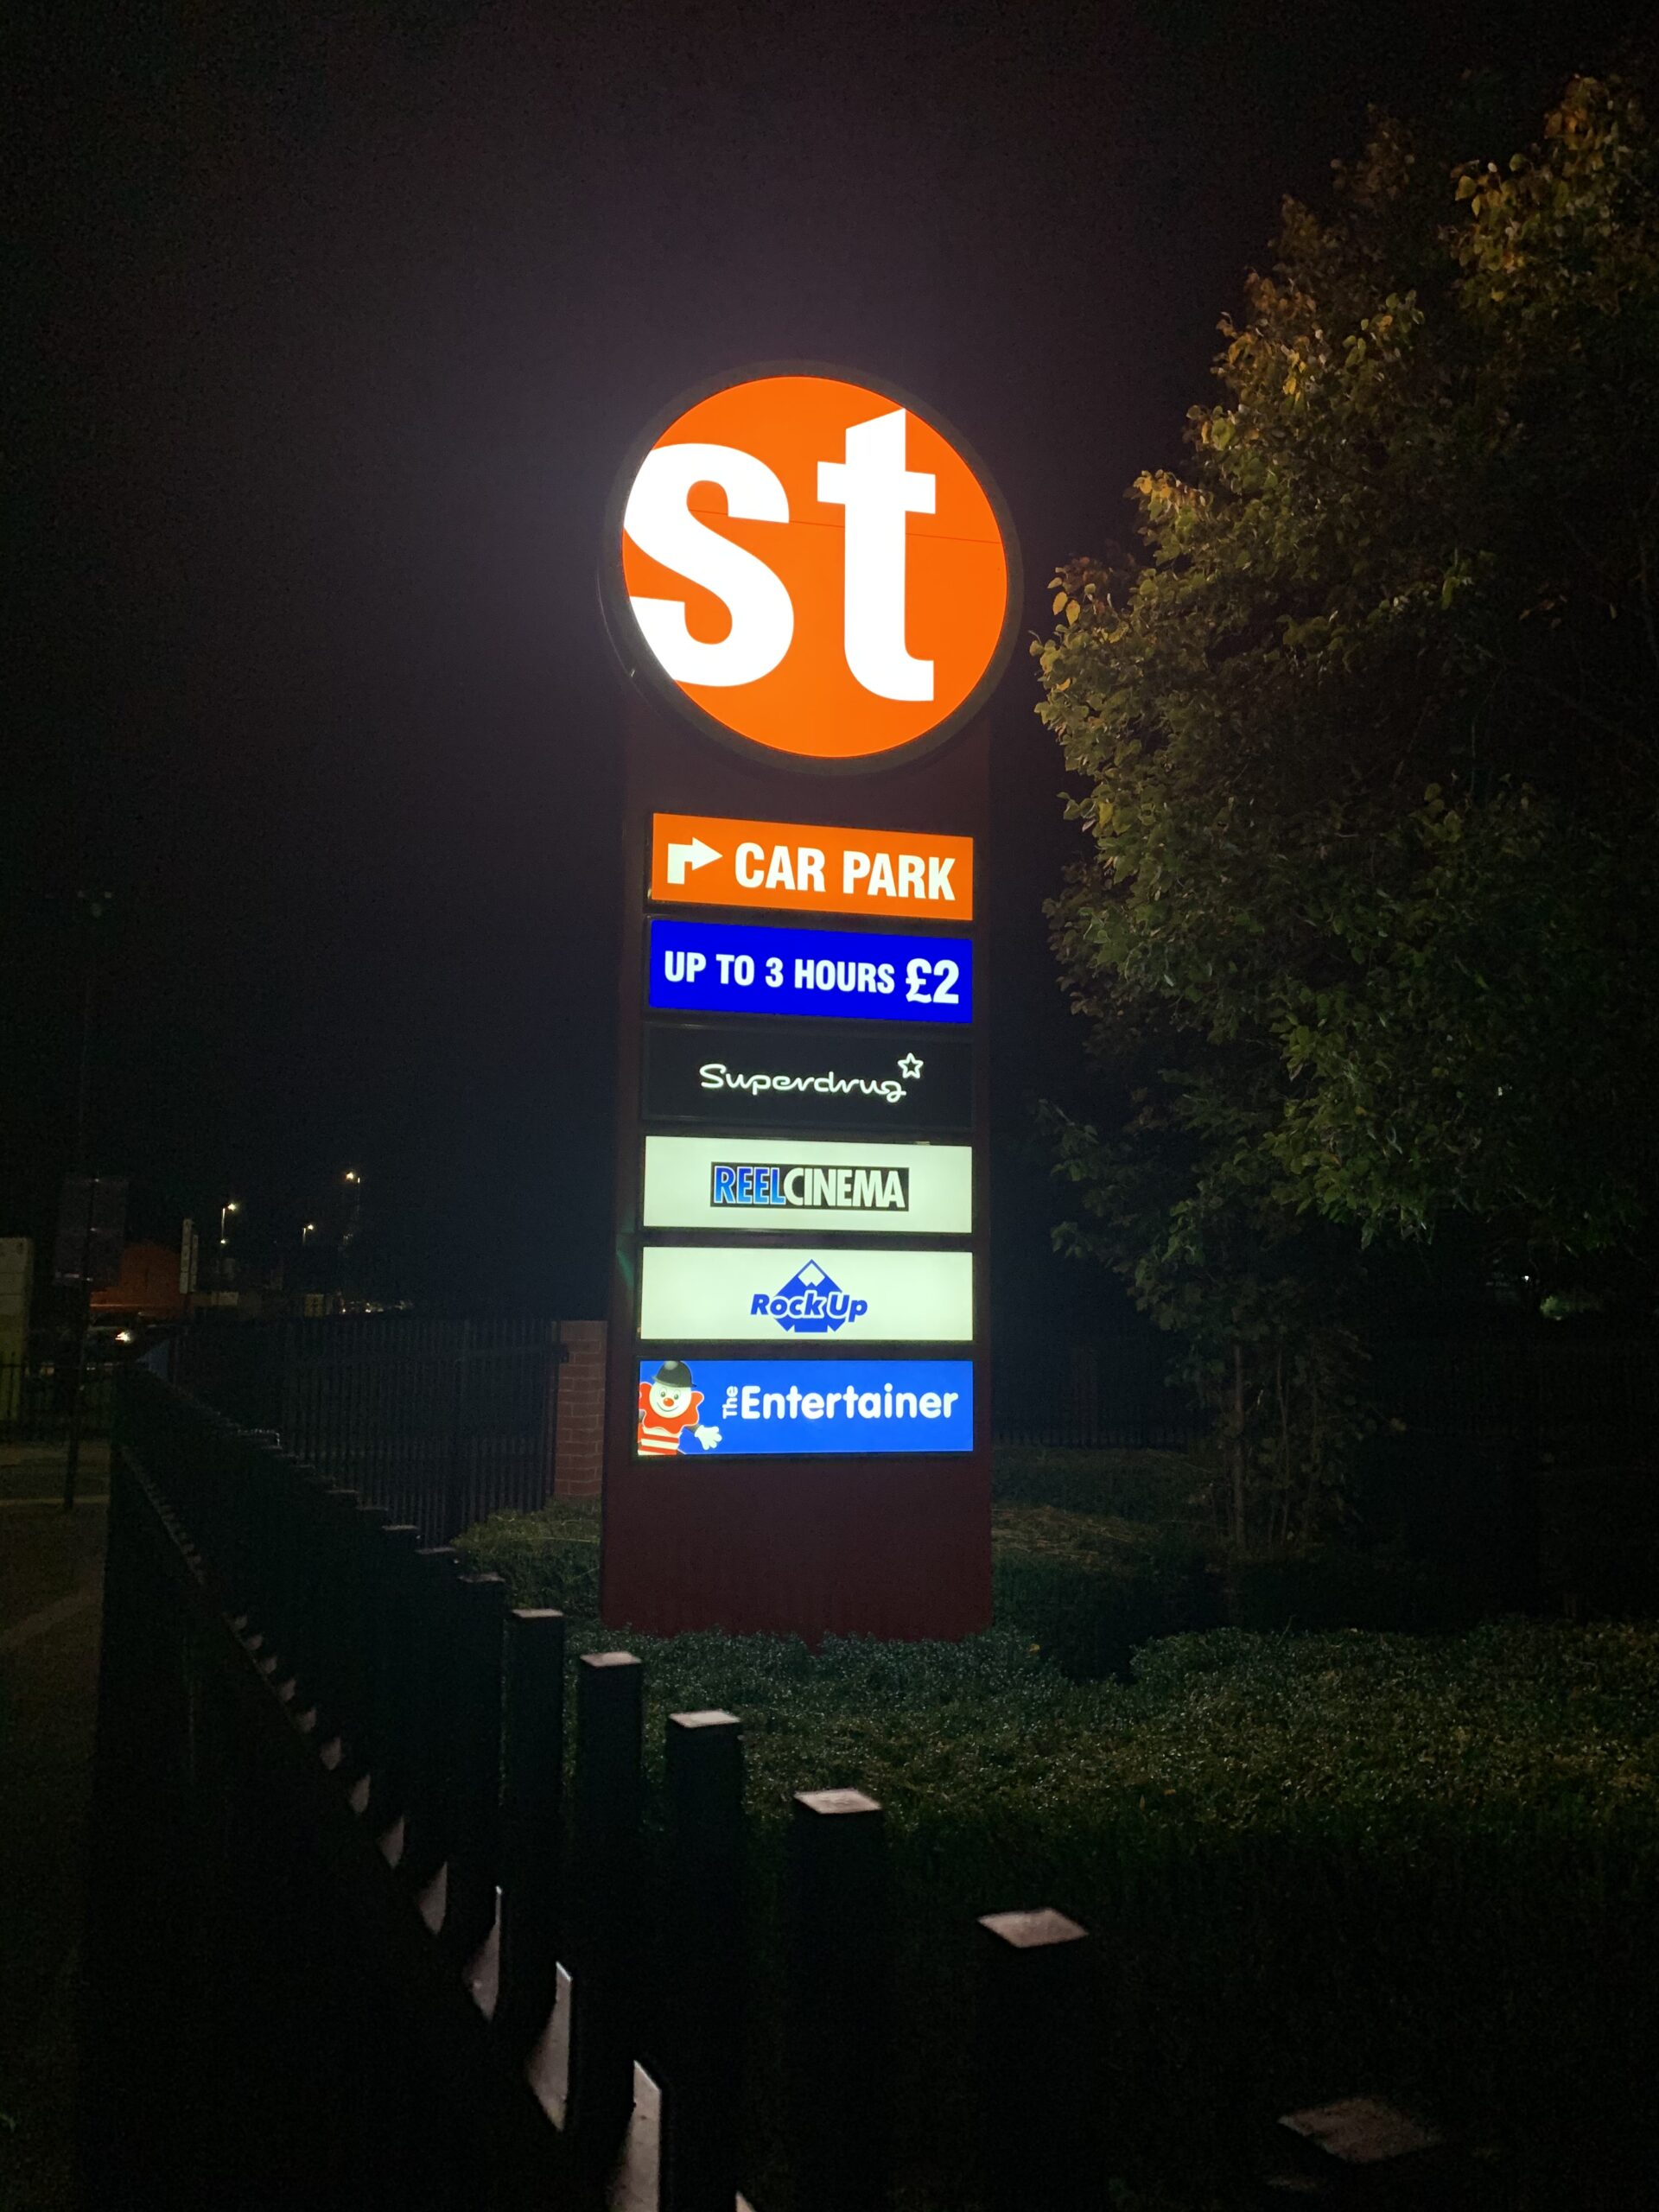 st
CAR PARK
UP TO 3 HOURS £2
Superdrug
REELCINEMA
Rock Up
The Entertainer